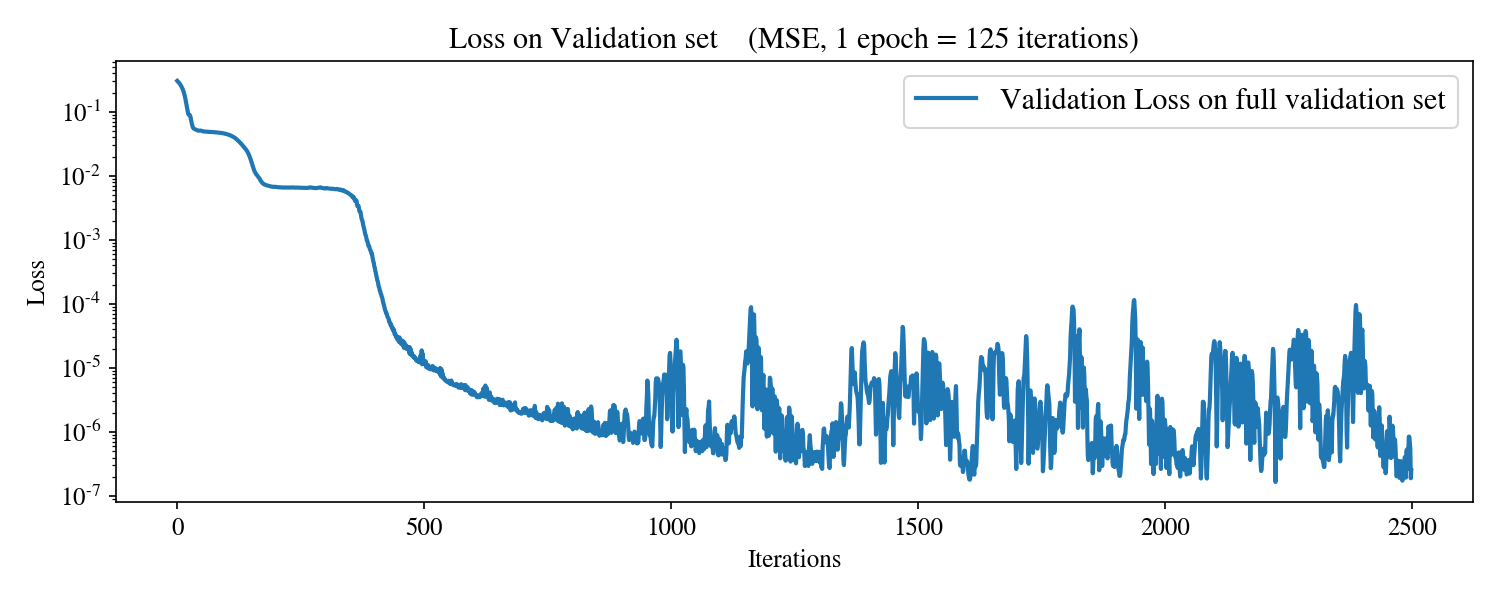 Loss on Validation set (MSE, 1 epoch = 125 iterations)
Validation Loss on full validation set
Loss
10⁻¹
10⁻²
10⁻³
10⁻⁴
10⁻⁵
10⁻⁶
10⁻⁷
0 500 1000 1500 2000 2500
Iterations